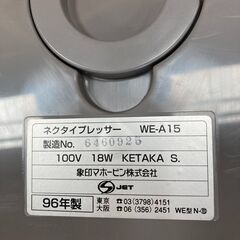 ネクタイプレッサー WE-A15
製造No. 6460925
100V 18W KETAKA S.
象印マホービン株式会社
JET
96年製
東京 ☎03(3798)4151
大阪 ☎06(356)2451 WE型N-⑮